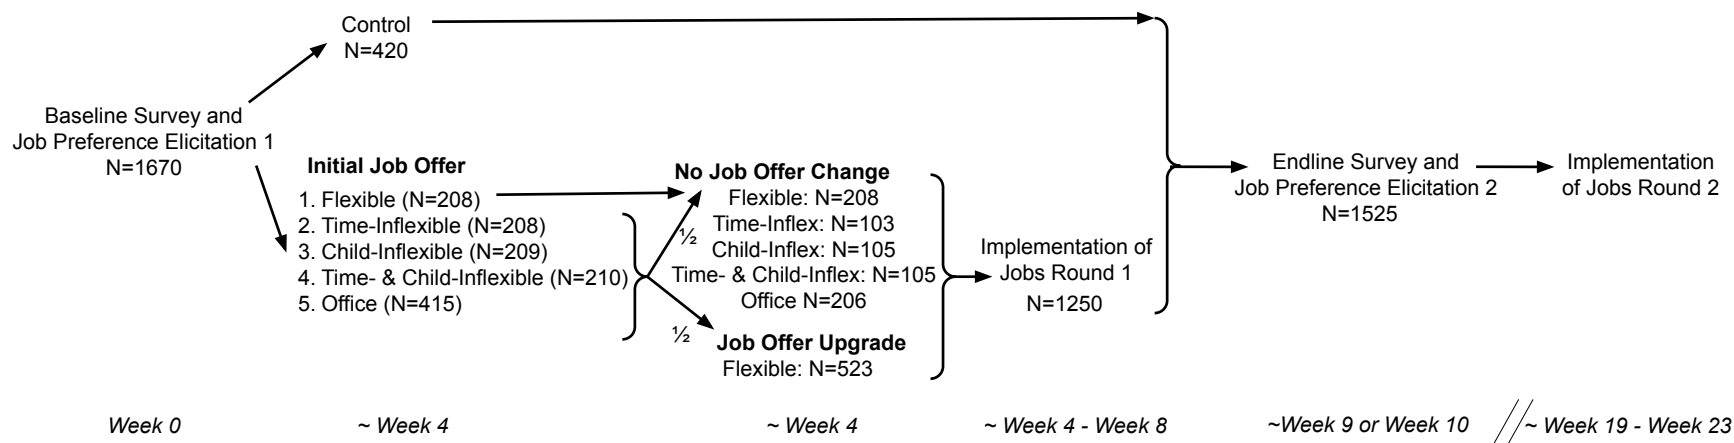 Control
N=420
Baseline Survey and
Job Preference Elicitation 1
N=1670
Initial Job Offer
1. Flexible (N=208)
2. Time-Inflexible (N=208)
3. Child-Inflexible (N=209)
4. Time- & Child-Inflexible (N=210)
5. Office (N=415)
½
½
No Job Offer Change
Flexible: N=208
Time-Inflex: N=103
Child-Inflex: N=105
Time- & Child-Inflex: N=105
Office N=206
Job Offer Upgrade
Flexible: N=523
Implementation of
Jobs Round 1
N=1250
Endline Survey and
Job Preference Elicitation 2
N=1525
Implementation
of Jobs Round 2
Week 0
~ Week 4
~ Week 4
~ Week 4 - Week 8
~Week 9 or Week 10
~ Week 19 - Week 23